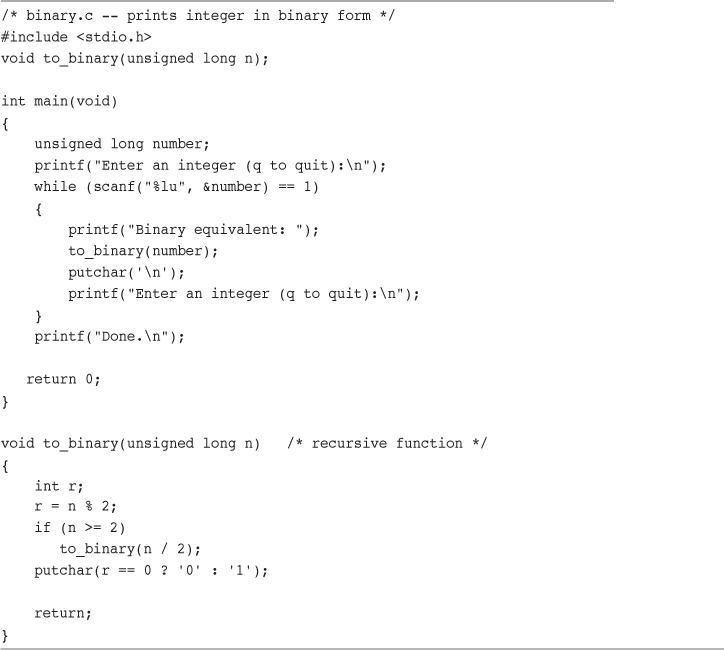 /* binary.c -- prints integer in binary form */
#include <stdio.h>
void to_binary(unsigned long n);

int main(void)
{
    unsigned long number;
    printf("Enter an integer (q to quit):\n");
    while (scanf("%lu", &number) == 1)
    {
        printf("Binary equivalent: ");
        to_binary(number);
        putchar('\n');
        printf("Enter an integer (q to quit):\n");
    }
    printf("Done.\n");

   return 0;
}

void to_binary(unsigned long n)   /* recursive function */
{
    int r;
    r = n % 2;
    if (n >= 2)
       to_binary(n / 2);
    putchar(r == 0 ? '0' : '1');

    return;
}